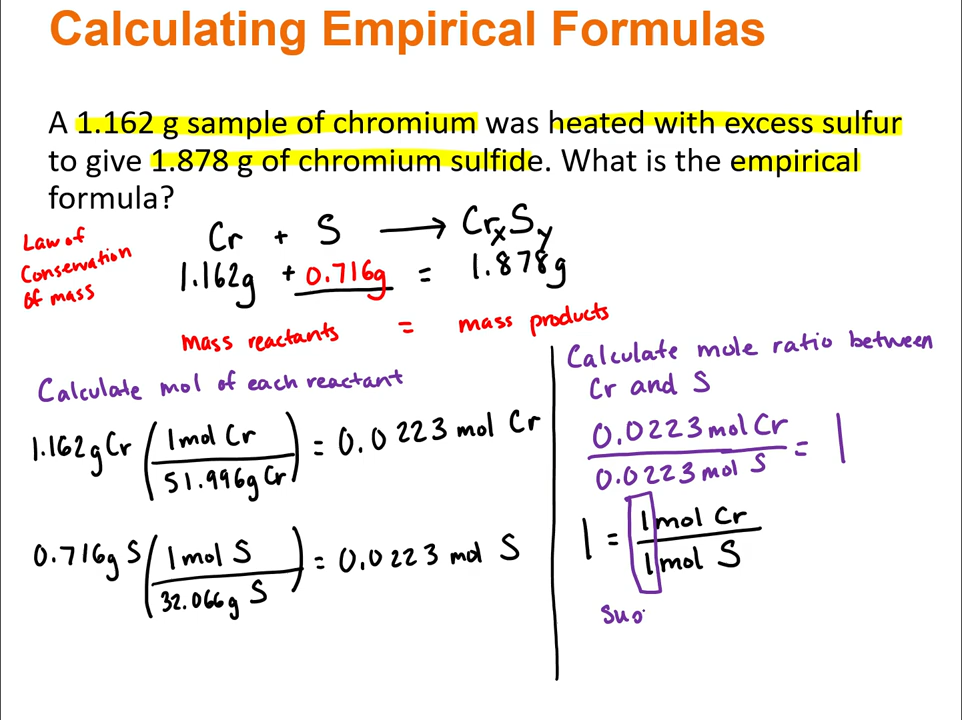 Calculating Empirical Formulas
A 1.162 g sample of chromium was heated with excess sulfur
to give 1.878 g of chromium sulfide. What is the empirical
formula?
Cr + S → CrxSy
Law of
Conservation
of mass
1.162g + 0.716g = 1.878g
Mass reactants = mass products
Calculate mol of each reactant
1.162g Cr (1 mol Cr / 51.996g Cr) = 0.0223 mol Cr
0.716g S (1 mol S / 32.066g S) = 0.0223 mol S
Calculate mole ratio between
Cr and S
0.0223 mol Cr / 0.0223 mol S = 1
1 = 1 mol Cr / 1 mol S